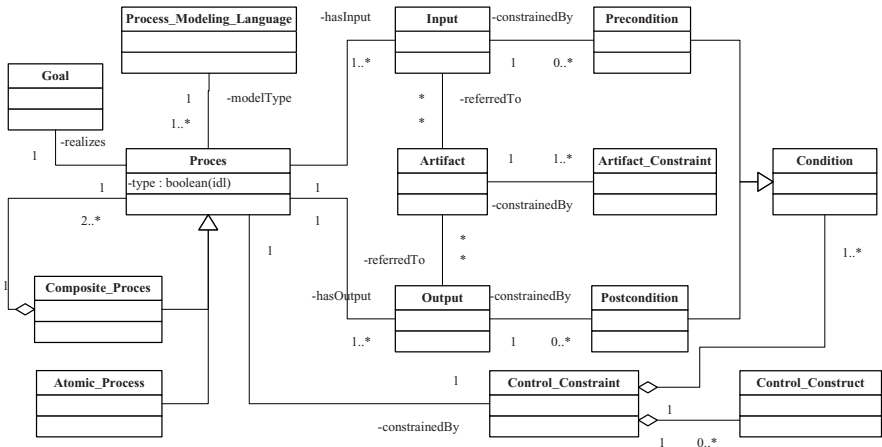 Process_Modeling_Language
-hasInput
Input
-constrainedBy
Precondition
Goal
1..*
1
0..*
1
-modelType
*
-referredTo
1..*
*
-realizes
1
Proces
Artifact
1
1..*
Artifact_Constraint
Condition
-type : boolean(idl)
1
1
-constrainedBy
2..*
1
*
1
-referredTo
*
1..*
1
Composite_Proces
-hasOutput
Output
-constrainedBy
Postcondition
1..*
1
0..*
Atomic_Process
1
Control_Constraint
Control_Construct
1
-constrainedBy
1
0..*